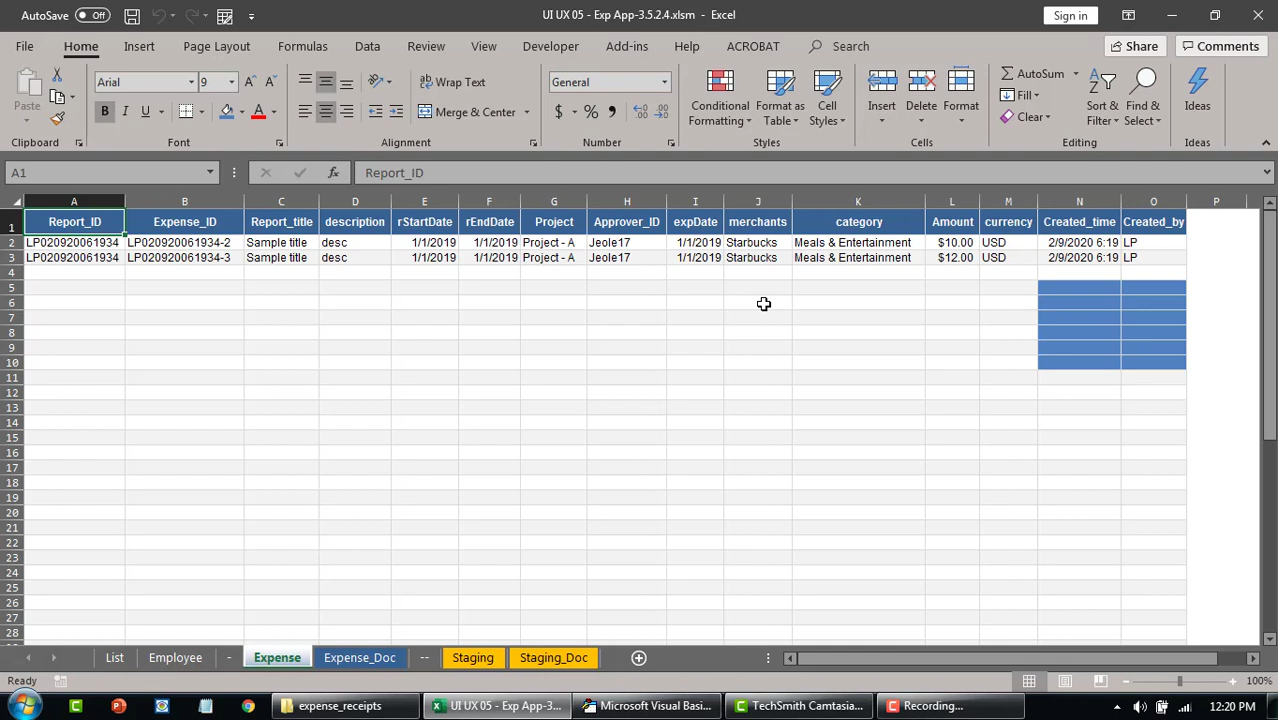 AutoSave Off UI UX 05 - Exp App-3.5.2.4.xlsm - Excel Sign in
File Home Insert Page Layout Formulas Data Review View Developer Add-ins Help ACROBAT Search Share Comments
Paste Arial 9 Wrap Text General Conditional Formatting Format as Table Cell Styles Insert Delete Format AutoSum Sort & Filter Find & Select Ideas
B I U Merge & Center $ % , Fill
Clear
Clipboard Font Alignment Number Styles Cells Editing Ideas
A1 fx Report_ID
A B C D E F G H I J K L M N O P
1 Report_ID Expense_ID Report_title description rStartDate rEndDate Project Approver_ID expDate merchants category Amount currency Created_time Created_by
2 LP020920061934 LP020920061934-2 Sample title desc 1/1/2019 1/1/2019 Project - A Jeole17 1/1/2019 Starbucks Meals & Entertainment $10.00 USD 2/9/2020 6:19 LP
3 LP020920061934 LP020920061934-3 Sample title desc 1/1/2019 1/1/2019 Project - A Jeole17 1/1/2019 Starbucks Meals & Entertainment $12.00 USD 2/9/2020 6:19 LP
4
5
6
7
8
9
10
11
12
13
14
15
16
17
18
19
20
21
22
23
24
25
26
27
28
List Employee - Expense Expense_Doc -- Staging Staging_Doc
Ready 100%
expense_receipts UI UX 05 - Exp App-3... Microsoft Visual Basi... TechSmith Camtasia... Recording... 12:20 PM